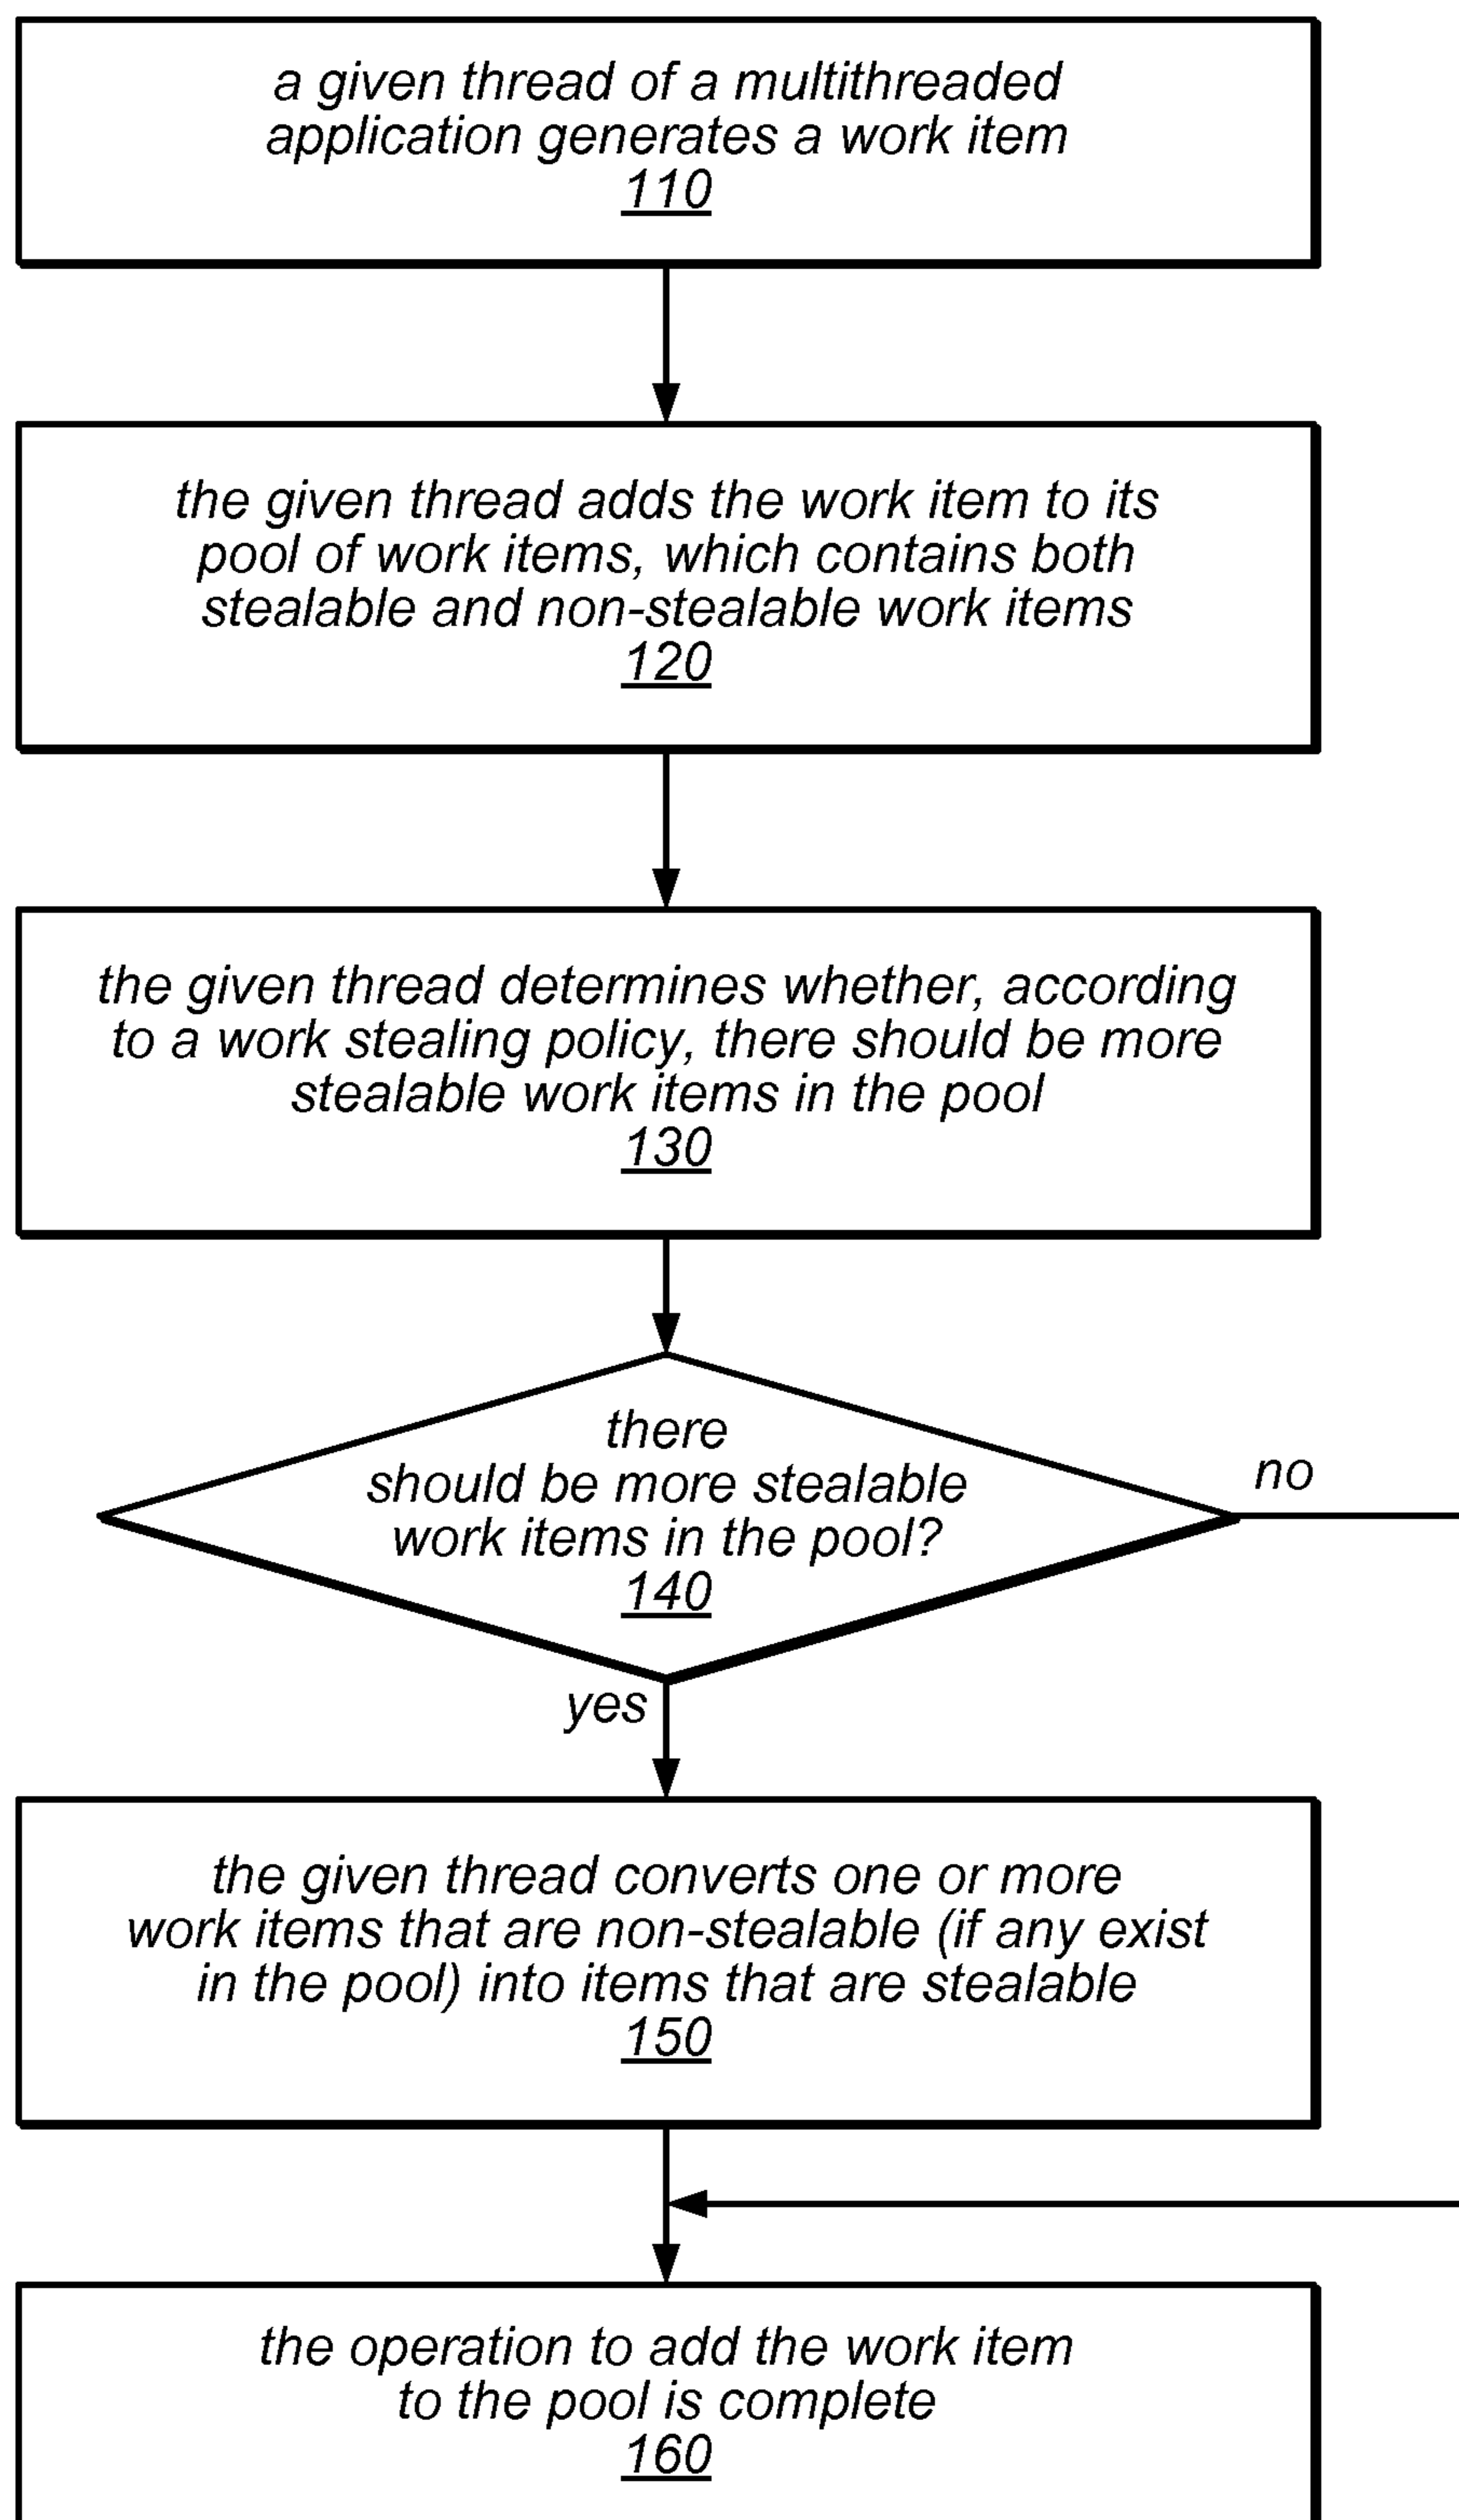 a given thread of a multithreaded
application generates a work item
110
the given thread adds the work item to its
pool of work items, which contains both
stealable and non-stealable work items
120
the given thread determines whether, according
to a work stealing policy, there should be more
stealable work items in the pool
130
there
should be more stealable
work items in the pool?
140
no
yes
the given thread converts one or more
work items that are non-stealable (if any exist
in the pool) into items that are stealable
150
the operation to add the work item
to the pool is complete
160